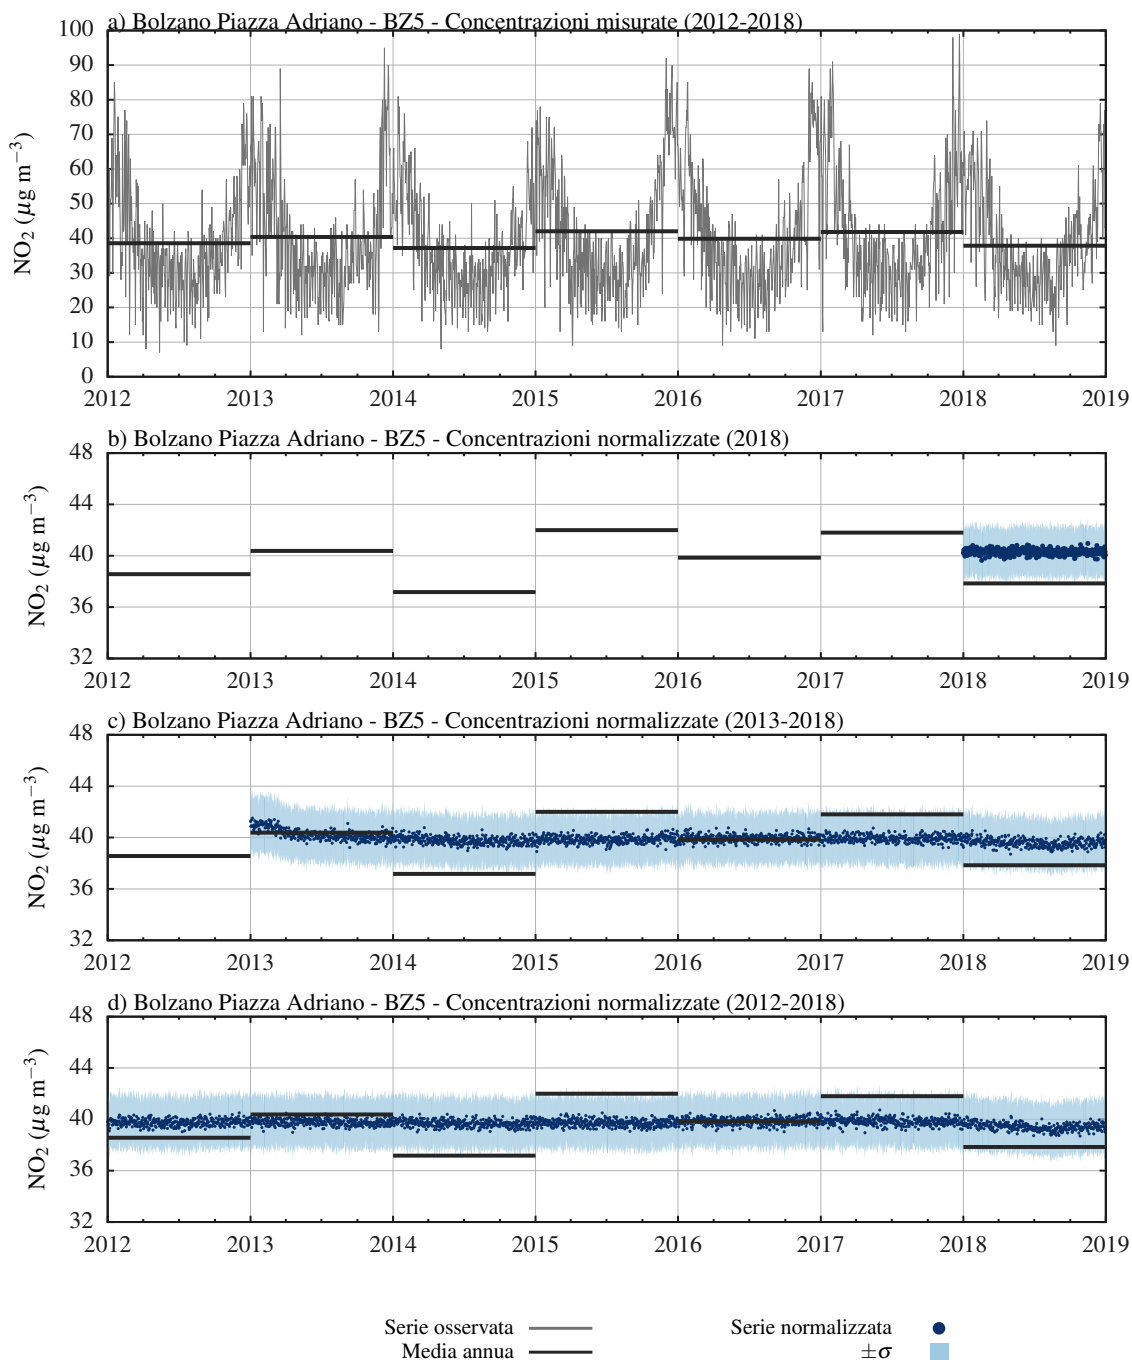 a) Bolzano Piazza Adriano - BZ5 - Concentrazioni misurate (2012-2018)
NO₂ (µg m⁻³)
100
90
80
70
60
50
40
30
20
10
0
2012 2013 2014 2015 2016 2017 2018 2019
b) Bolzano Piazza Adriano - BZ5 - Concentrazioni normalizzate (2018)
NO₂ (µg m⁻³)
48
44
40
36
32
2012 2013 2014 2015 2016 2017 2018 2019
c) Bolzano Piazza Adriano - BZ5 - Concentrazioni normalizzate (2013-2018)
NO₂ (µg m⁻³)
48
44
40
36
32
2012 2013 2014 2015 2016 2017 2018 2019
d) Bolzano Piazza Adriano - BZ5 - Concentrazioni normalizzate (2012-2018)
NO₂ (µg m⁻³)
48
44
40
36
32
2012 2013 2014 2015 2016 2017 2018 2019
Serie osservata Serie normalizzata
Media annua ±σ